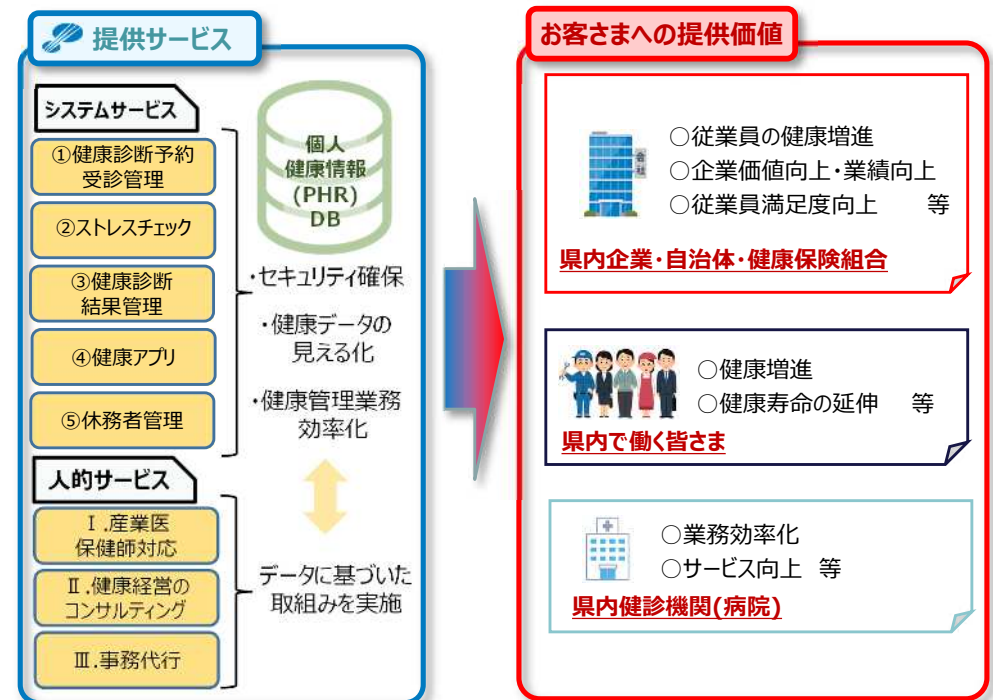 提供サービス
システムサービス
①健康診断予約
受診管理
②ストレスチェック
③健康診断
結果管理
④健康アプリ
⑤休務者管理
個人
健康情報
(PHR)
DB
・セキュリティ確保
・健康データの
見える化
・健康管理業務
効率化
人的サービス
Ⅰ.産業医
保健師対応
Ⅱ.健康経営の
コンサルティング
Ⅲ.事務代行
データに基づいた
取組みを実施
お客さまへの提供価値
会社
○従業員の健康増進
○企業価値向上・業績向上
○従業員満足度向上 等
県内企業・自治体・健康保険組合
○健康増進
○健康寿命の延伸 等
県内で働く皆さま
○業務効率化
○サービス向上 等
県内健診機関(病院)